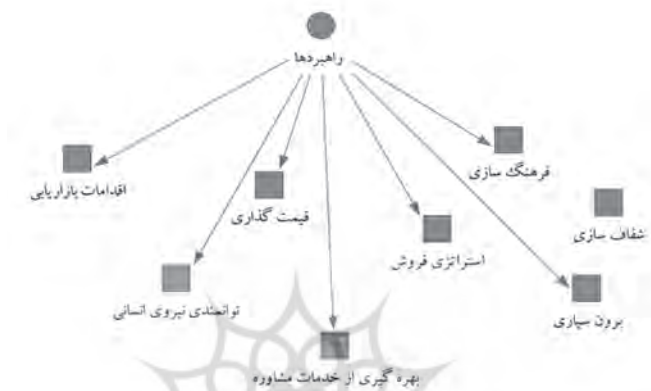 راهبردها
فرهنگ سازی
اقدامات بازاریابی
قیمت گذاری
شفاف سازی
استراتژی فروش
توانمندی نیروی انسانی
برون سپاری
بهره گیری از خدمات مشاوره